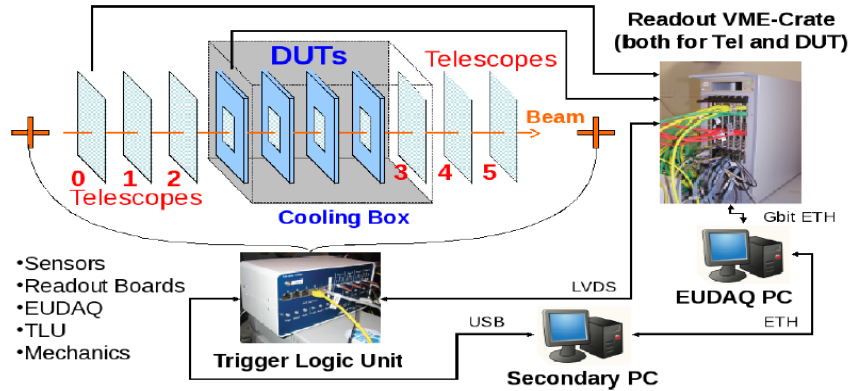 Readout VME-Crate
(both for Tel and DUT)
DUTs
Telescopes
Beam
0
1
2
3
4
5
Telescopes
Cooling Box
Gbit ETH
•Sensors
•Readout Boards
•EUDAQ
•TLU
•Mechanics
LVDS
EUDAQ PC
USB
ETH
Trigger Logic Unit
Secondary PC